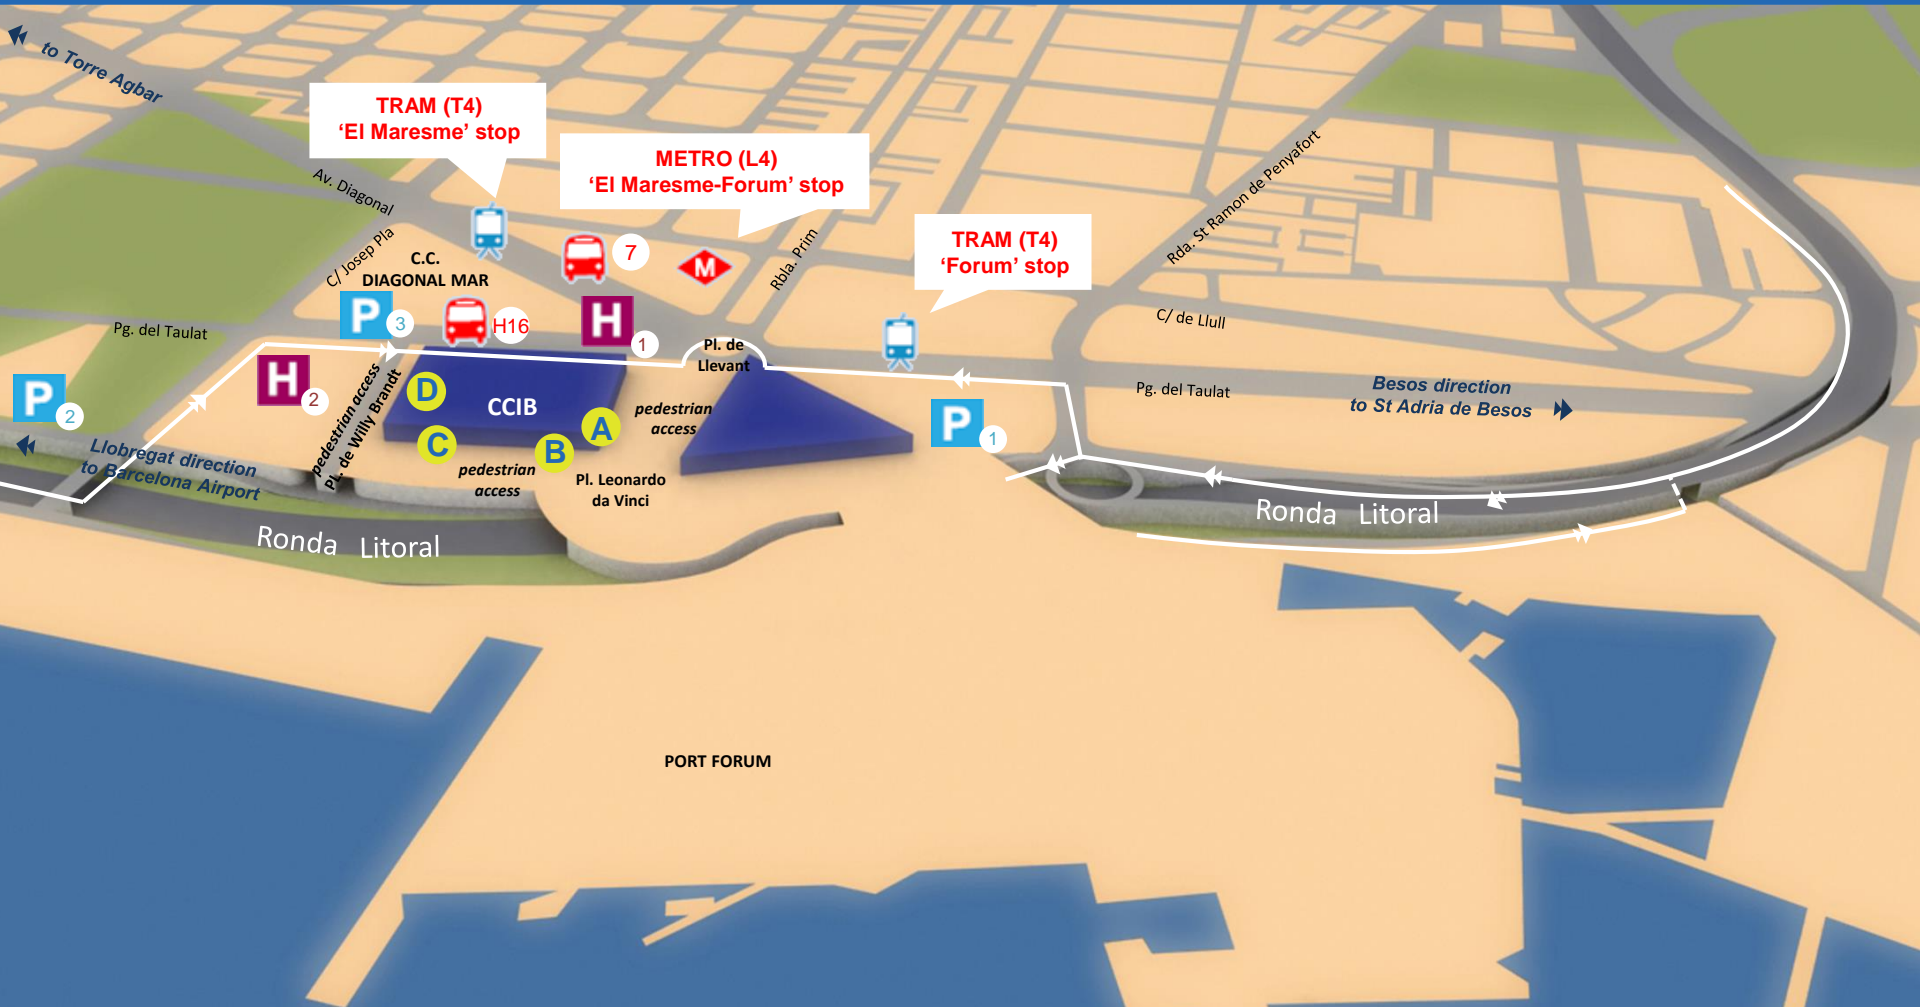 to Torre Agbar
TRAM (T4)
‘El Maresme’ stop
METRO (L4)
‘El Maresme-Forum’ stop
Av. Diagonal
C/ Josep Pla
C.C.
DIAGONAL MAR
7
M
Rbla. Prim
TRAM (T4)
‘Forum’ stop
Rda. St Ramon de Penyafort
P
3
H16
H
1
Pg. del Taulat
C/ de Llull
Pl. de
Llevant
H
2
P
2
pedestrian access
PL. de Willy Brandt
D
CCIB
A
C
B
pedestrian
access
pedestrian
access
Pl. Leonardo
da Vinci
P
1
Pg. del Taulat
Besos direction
to St Adria de Besos
Llobregat direction
to Barcelona Airport
Ronda Litoral
Ronda Litoral
PORT FORUM